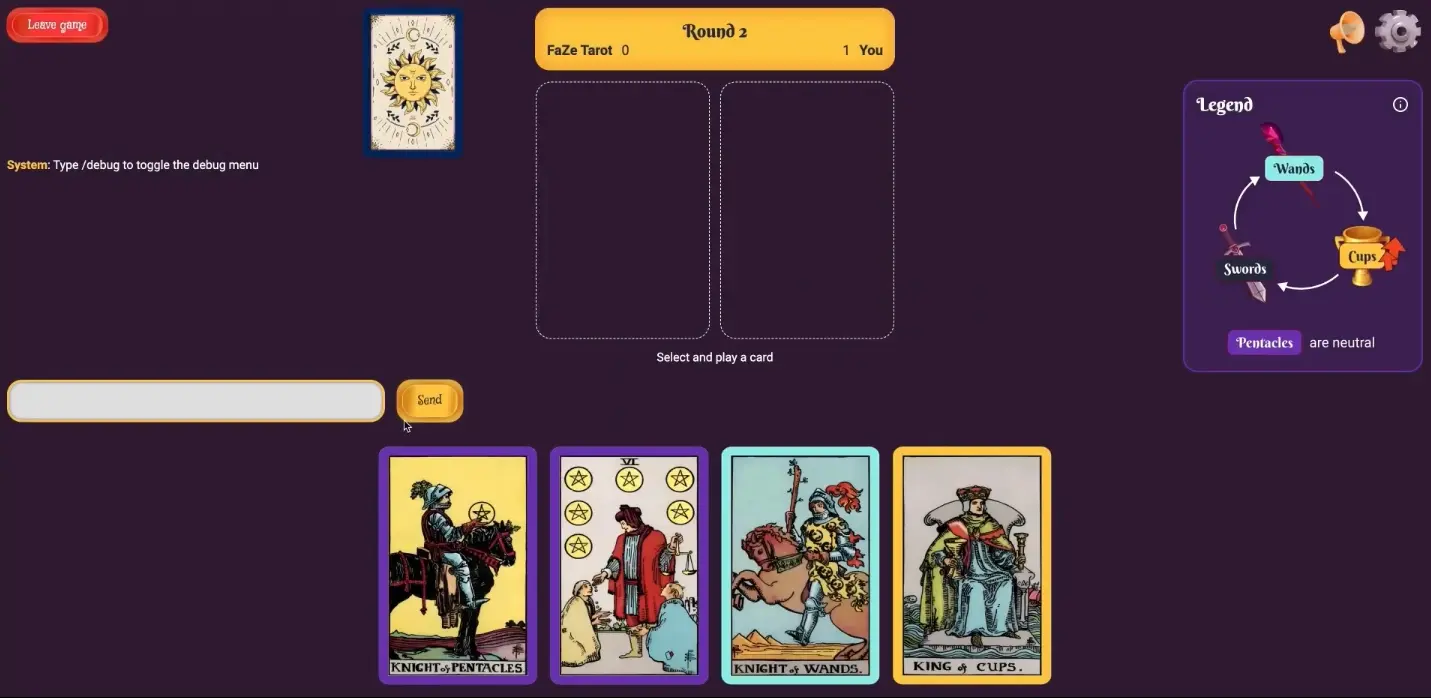 Leave game
Round 2
FaZe Tarot 0
1 You
Legend
System: Type /debug to toggle the debug menu
Wands
Cups
Swords
Pentacles are neutral
Select and play a card
Send
VI
KNIGHT of PENTACLES.
KNIGHT of WANDS.
KING of CUPS.